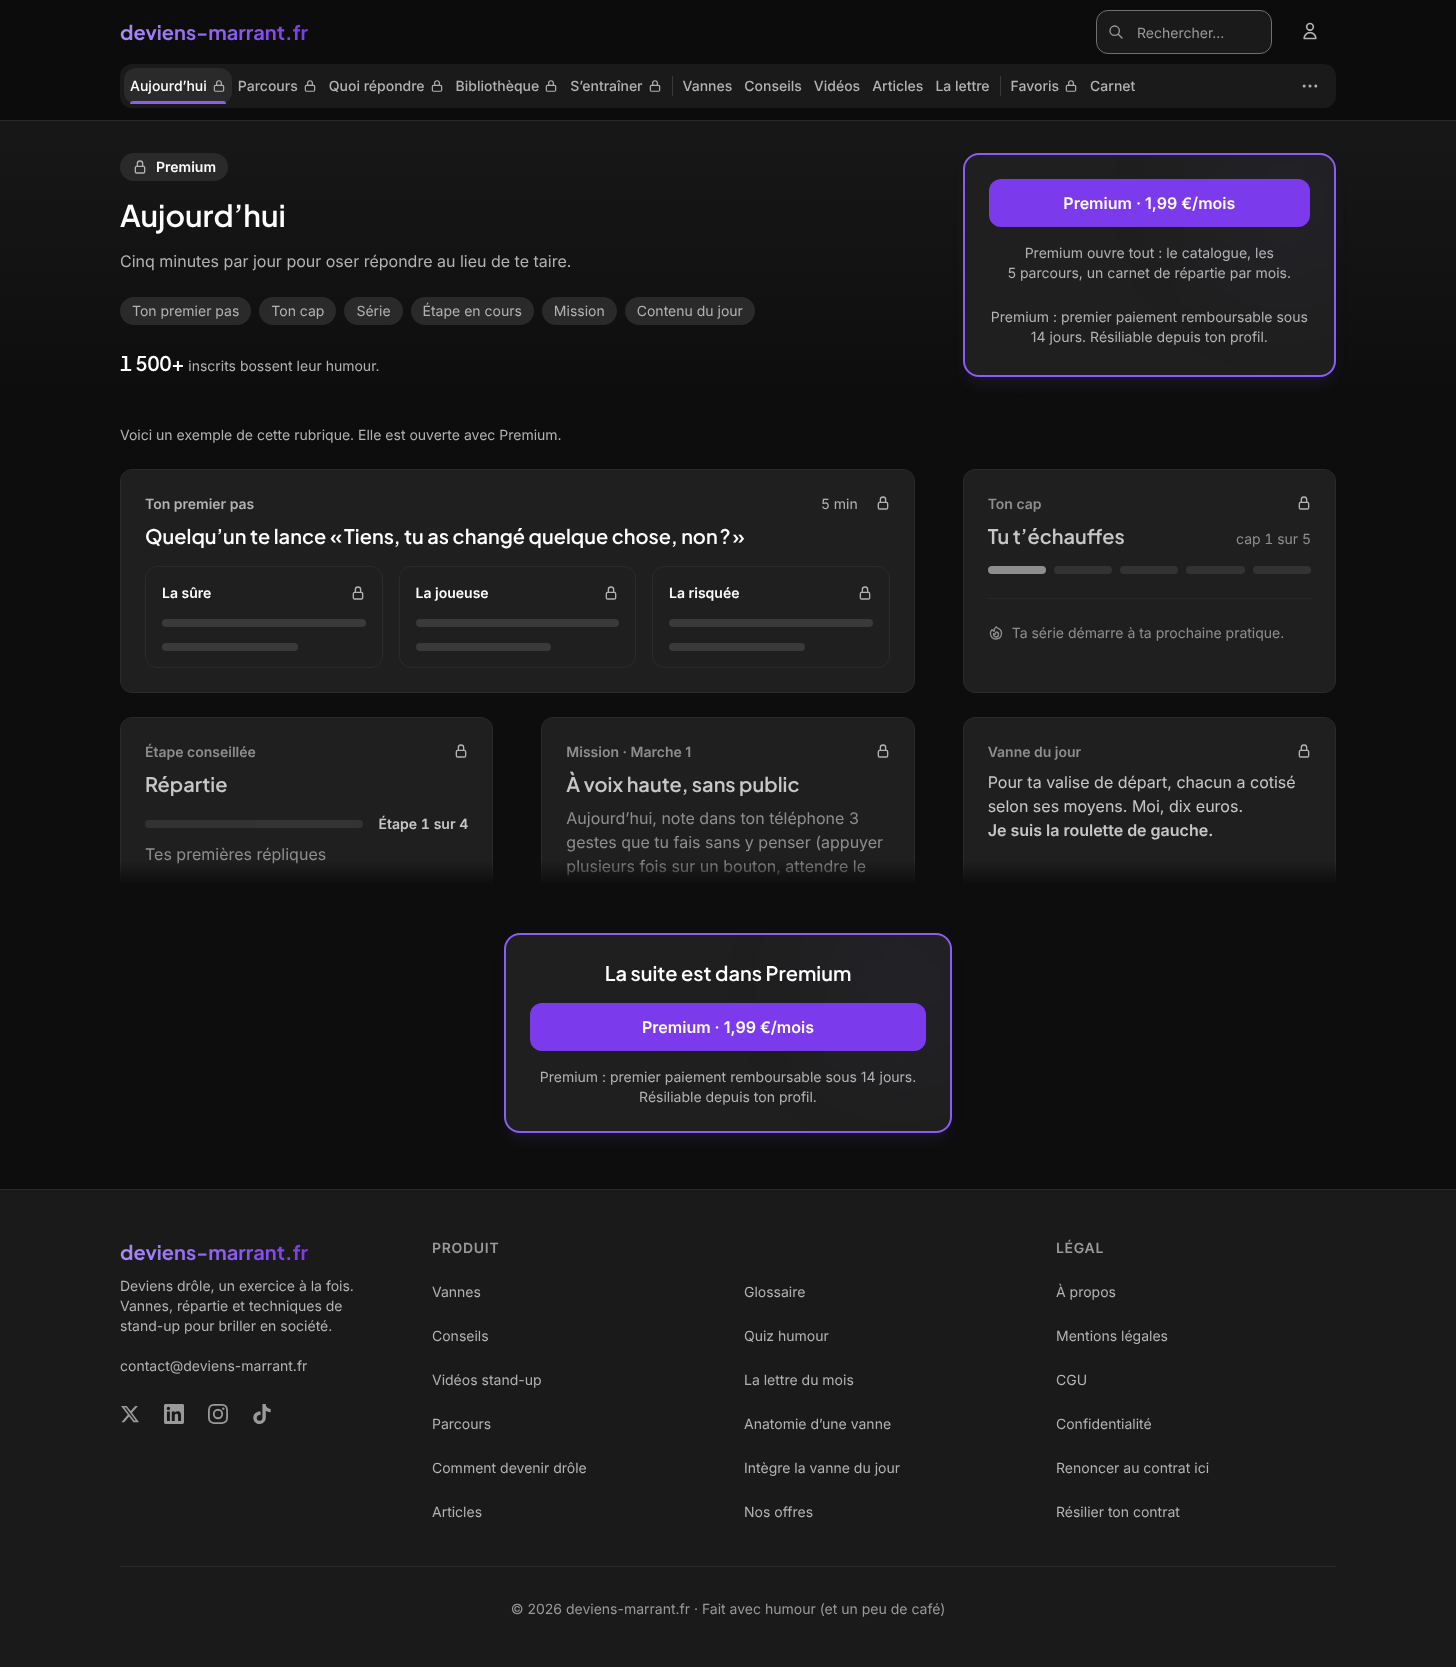 deviens-marrant.fr
Rechercher...
Aujourd’hui Parcours Quoi répondre Bibliothèque S’entraîner Vannes Conseils Vidéos Articles La lettre Favoris Carnet
Premium
Aujourd’hui
Cinq minutes par jour pour oser répondre au lieu de te taire.
Ton premier pas Ton cap Série Étape en cours Mission Contenu du jour
1 500+ inscrits bossent leur humour.
Premium · 1,99 €/mois
Premium ouvre tout : le catalogue, les
5 parcours, un carnet de répartie par mois.
Premium : premier paiement remboursable sous
14 jours. Résiliable depuis ton profil.
Voici un exemple de cette rubrique. Elle est ouverte avec Premium.
Ton premier pas 5 min
Quelqu’un te lance « Tiens, tu as changé quelque chose, non ? »
La sûre
La joueuse
La risquée
Ton cap
Tu t’échauffes cap 1 sur 5
Ta série démarre à ta prochaine pratique.
Étape conseillée
Répartie
Étape 1 sur 4
Tes premières répliques
Mission · Marche 1
À voix haute, sans public
Aujourd’hui, note dans ton téléphone 3
gestes que tu fais sans y penser (appuyer
plusieurs fois sur un bouton, attendre le
Vanne du jour
Pour ta valise de départ, chacun a cotisé
selon ses moyens. Moi, dix euros.
Je suis la roulette de gauche.
La suite est dans Premium
Premium · 1,99 €/mois
Premium : premier paiement remboursable sous 14 jours.
Résiliable depuis ton profil.
deviens-marrant.fr
Deviens drôle, un exercice à la fois.
Vannes, répartie et techniques de
stand-up pour briller en société.
contact@deviens-marrant.fr
PRODUIT
Vannes
Conseils
Vidéos stand-up
Parcours
Comment devenir drôle
Articles
Glossaire
Quiz humour
La lettre du mois
Anatomie d’une vanne
Intègre la vanne du jour
Nos offres
LÉGAL
À propos
Mentions légales
CGU
Confidentialité
Renoncer au contrat ici
Résilier ton contrat
© 2026 deviens-marrant.fr · Fait avec humour (et un peu de café)